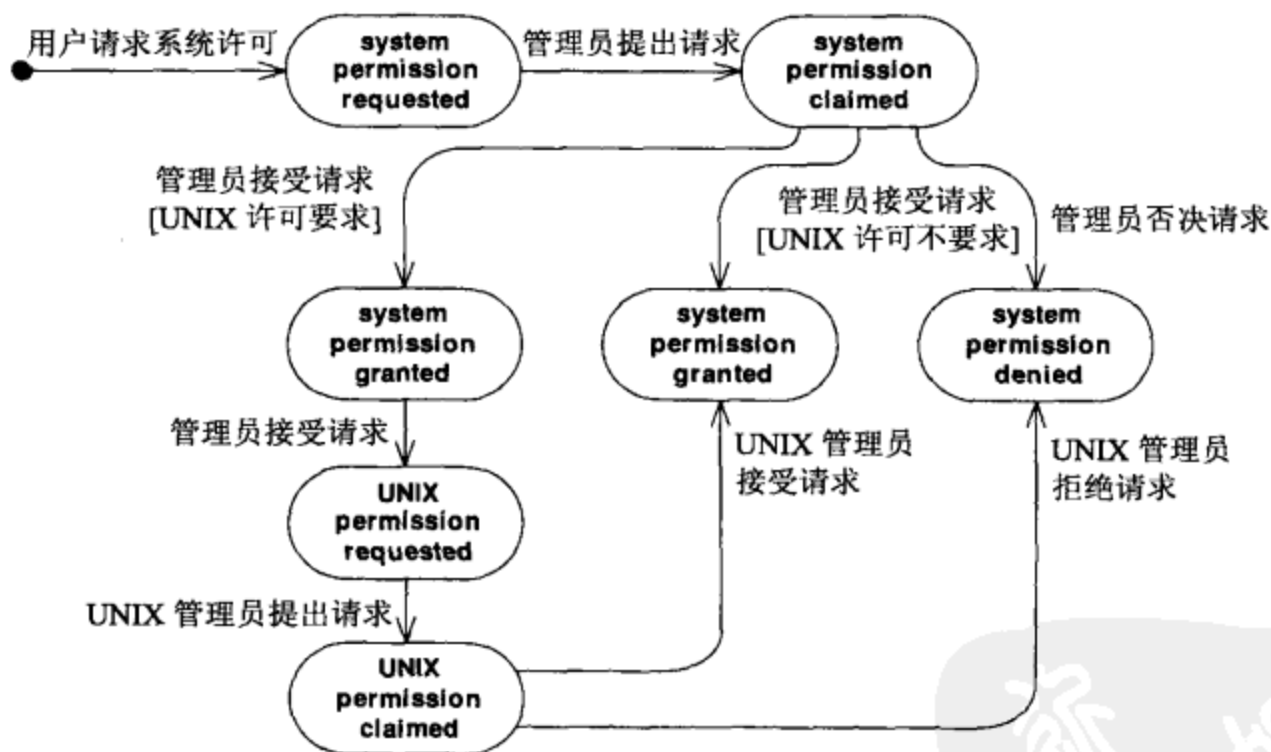 用户请求系统许可
system
permission
requested
管理员提出请求
system
permission
claimed
管理员接受请求
[UNIX 许可要求]
管理员接受请求
[UNIX 许可不要求]
管理员否决请求
system
permission
granted
system
permission
granted
system
permission
denied
管理员接受请求
UNIX 管理员
接受请求
UNIX 管理员
拒绝请求
UNIX
permission
requested
UNIX 管理员提出请求
UNIX
permission
claimed